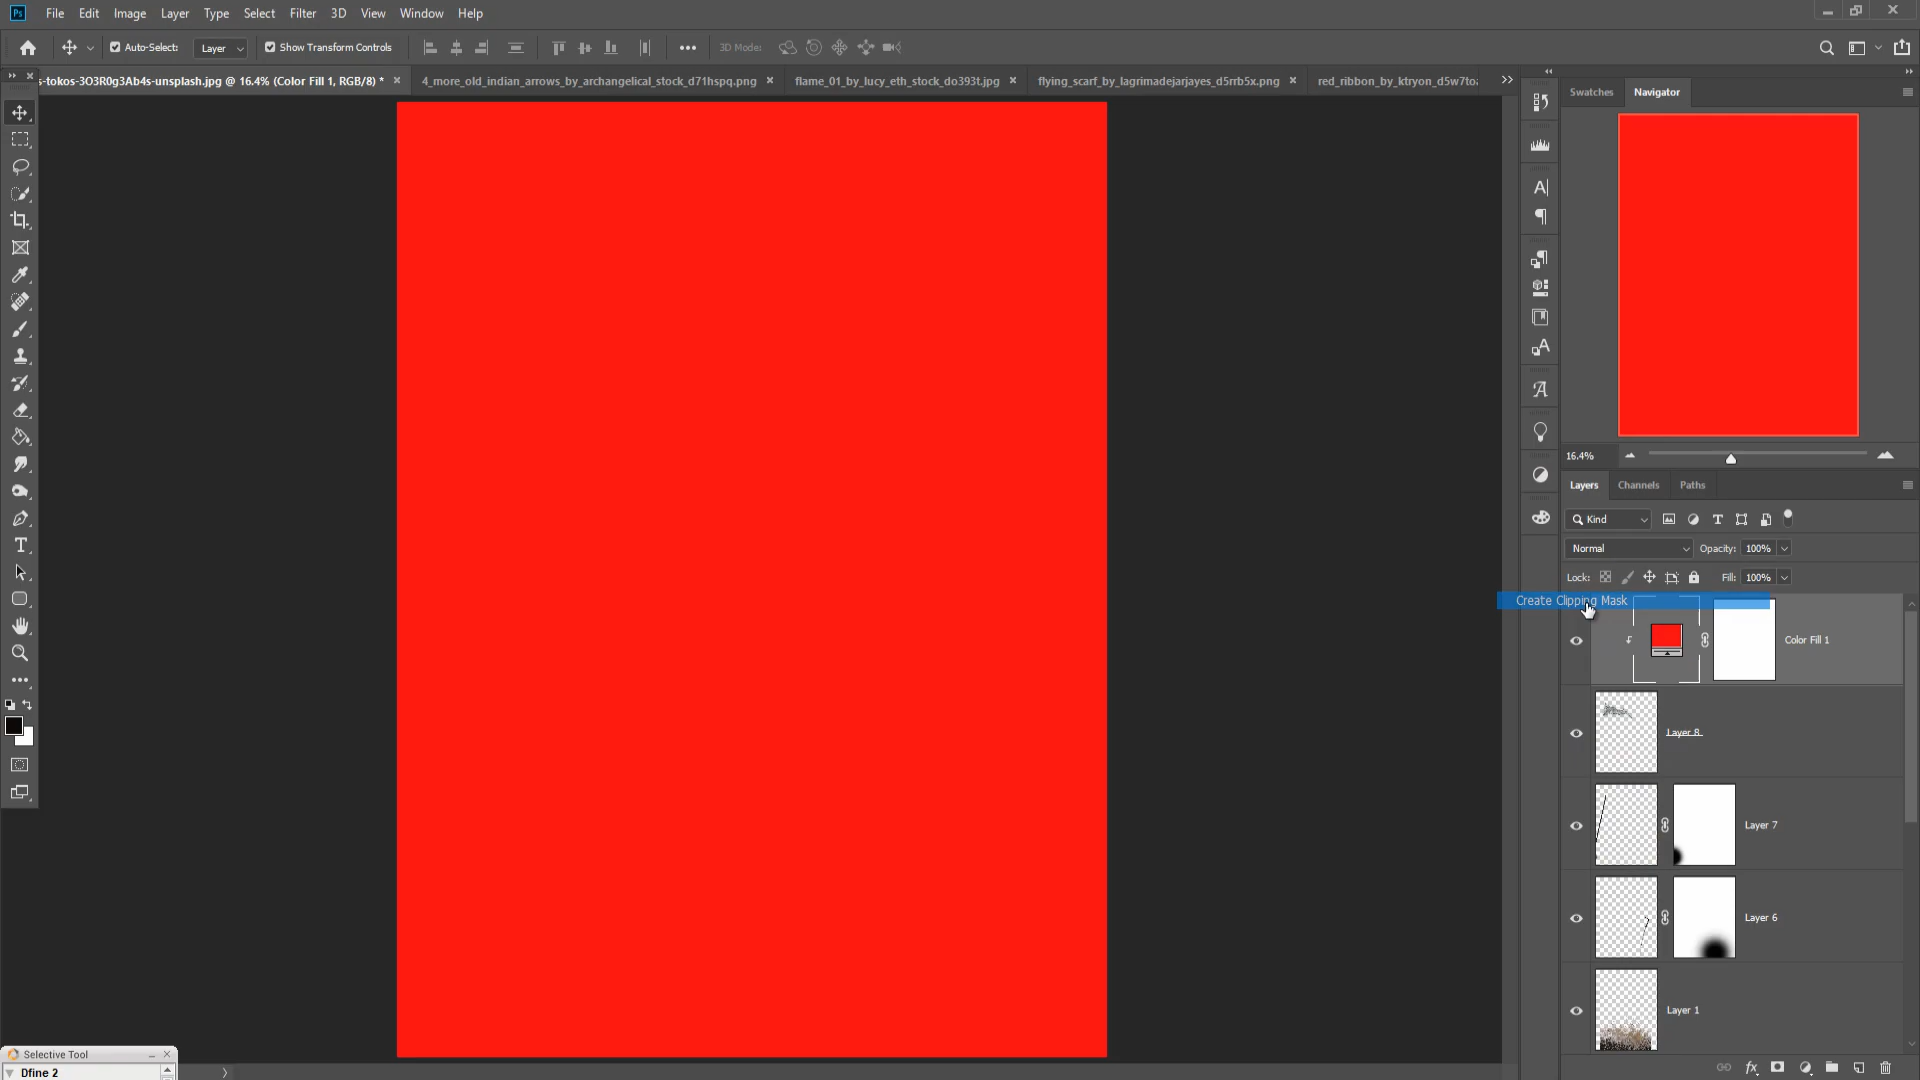 Ps File Edit Image Layer Type Select Filter 3D View Window Help
Auto-Select: Layer Show Transform Controls 3D Mode:
s-tokos-3O3R0g3Ab4s-unsplash.jpg @ 16.4% (Color Fill 1, RGB/8) * 4_more_old_indian_arrows_by_archangelical_stock_d71hspq.png flame_01_by_lucy_eth_stock_do393t.jpg flying_scarf_by_lagrimadejarjayes_d5rrb5x.png red_ribbon_by_ktryon_d5w7to
Swatches Navigator
16.4%
Layers Channels Paths
Kind
Normal Opacity: 100%
Lock: Fill: 100%
Create Clipping Mask
Color Fill 1
Layer 8
Layer 7
Layer 6
Layer 1
Selective Tool
Dfine 2